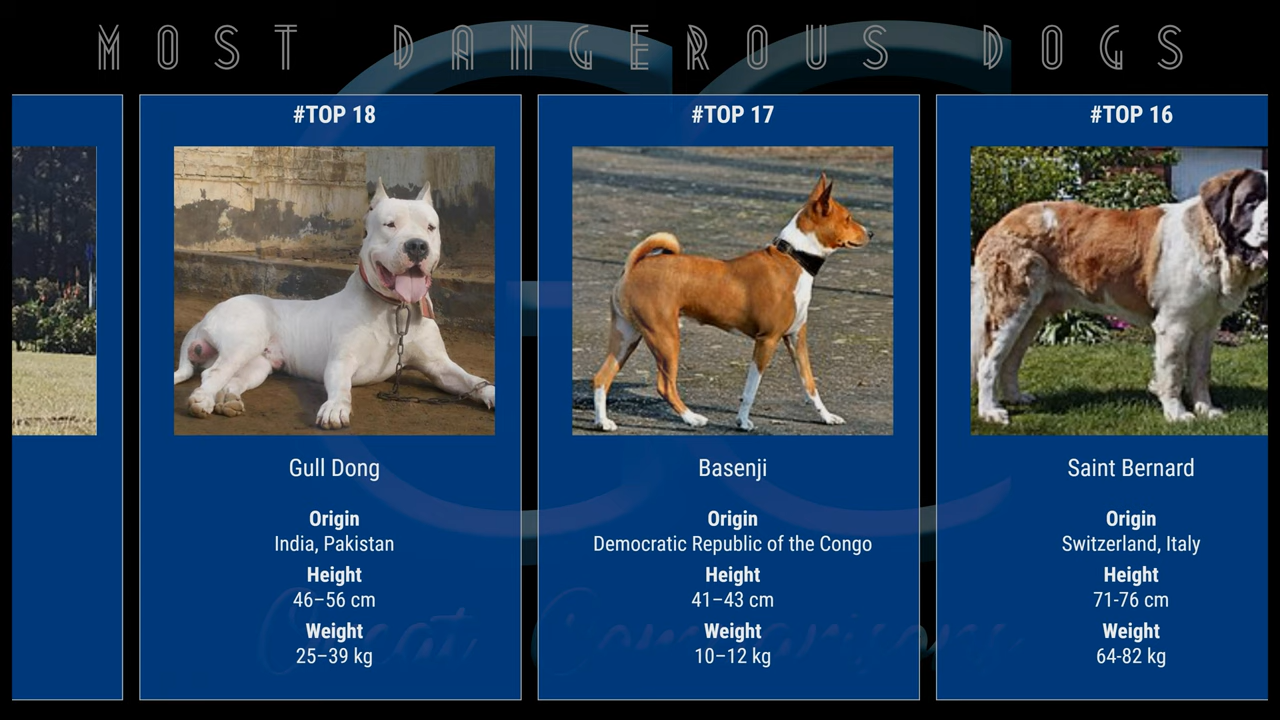 MOST DANGEROUS DOGS
#TOP 18
Gull Dong
Origin
India, Pakistan
Height
46–56 cm
Weight
25–39 kg
#TOP 17
Basenji
Origin
Democratic Republic of the Congo
Height
41–43 cm
Weight
10–12 kg
#TOP 16
Saint Bernard
Origin
Switzerland, Italy
Height
71-76 cm
Weight
64-82 kg
Great Comparisons